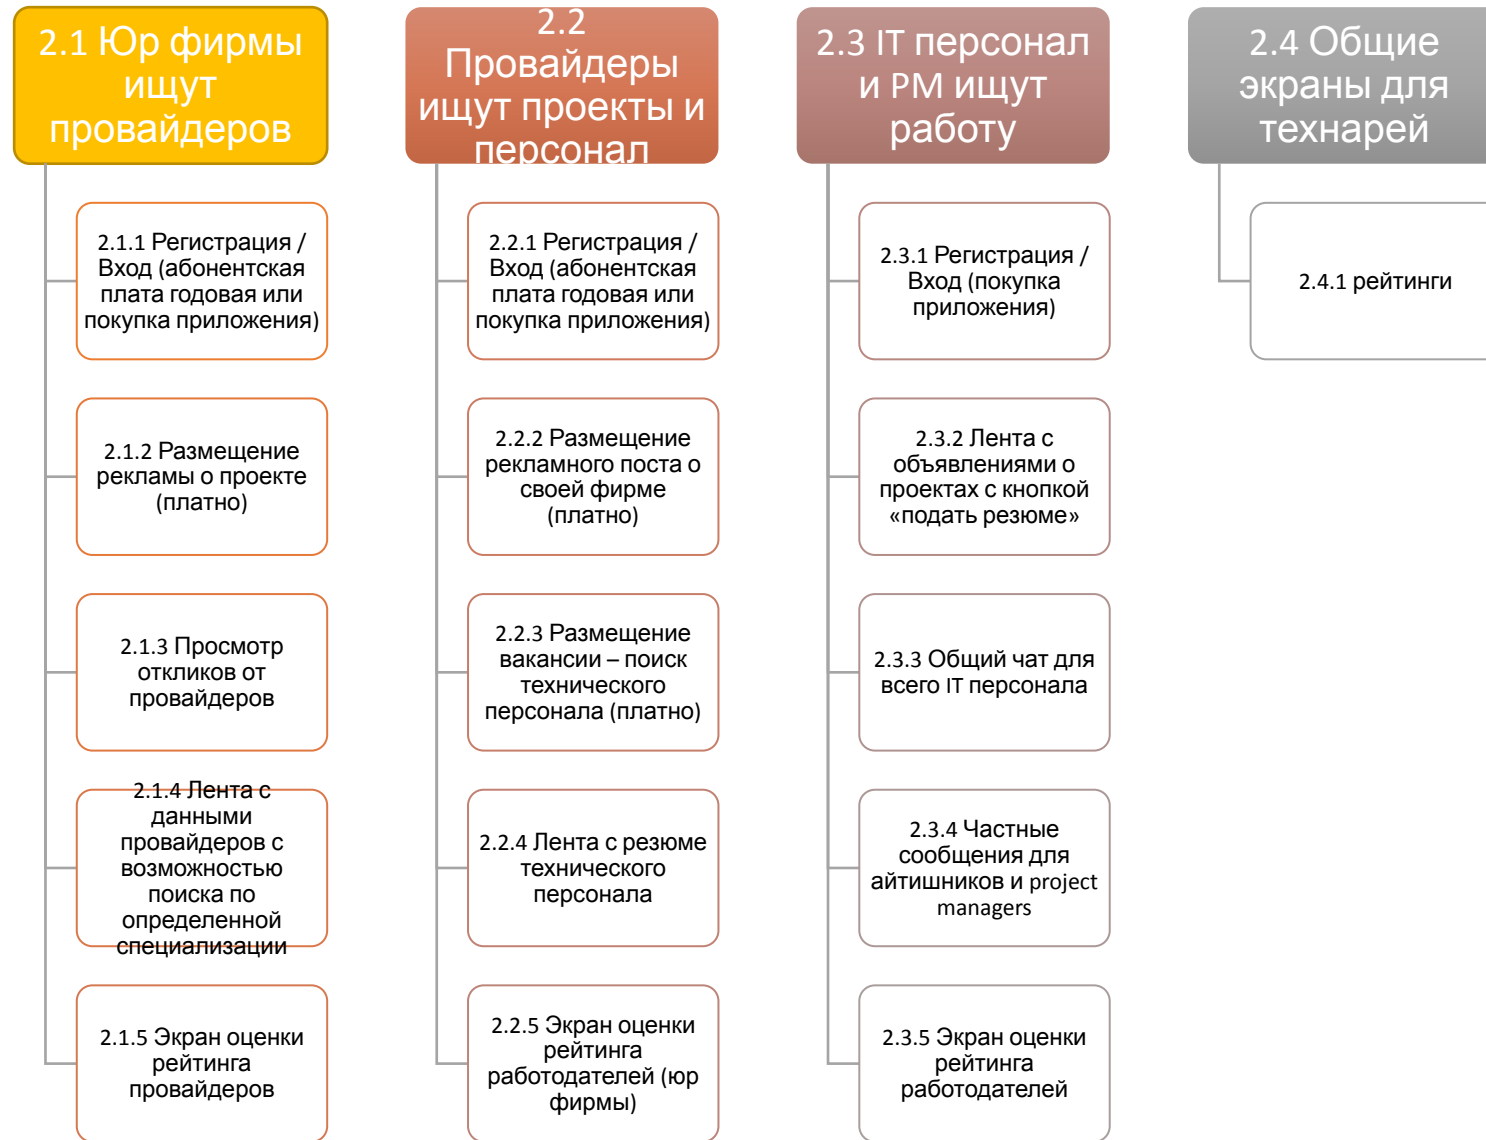 2.1 Юр фирмы
ищут
провайдеров
2.1.1 Регистрация /
Вход (абонентская
плата годовая или
покупка приложения)
2.1.2 Размещение
рекламы о проекте
(платно)
2.1.3 Просмотр
откликов от
провайдеров
2.1.4 Лента с
данными
провайдеров с
возможностью
поиска по
определенной
специализации
2.1.5 Экран оценки
рейтинга
провайдеров
2.2
Провайдеры
ищут проекты и
персонал
2.2.1 Регистрация /
Вход (абонентская
плата годовая или
покупка приложения)
2.2.2 Размещение
рекламного поста о
своей фирме
(платно)
2.2.3 Размещение
вакансии – поиск
технического
персонала (платно)
2.2.4 Лента с резюме
технического
персонала
2.2.5 Экран оценки
рейтинга
работодателей (юр
фирмы)
2.3 IT персонал
и PM ищут
работу
2.3.1 Регистрация /
Вход (покупка
приложения)
2.3.2 Лента с
объявлениями о
проектах с кнопкой
«подать резюме»
2.3.3 Общий чат для
всего IT персонала
2.3.4 Частные
сообщения для
айтишников и project
managers
2.3.5 Экран оценки
рейтинга
работодателей
2.4 Общие
экраны для
технарей
2.4.1 рейтинги